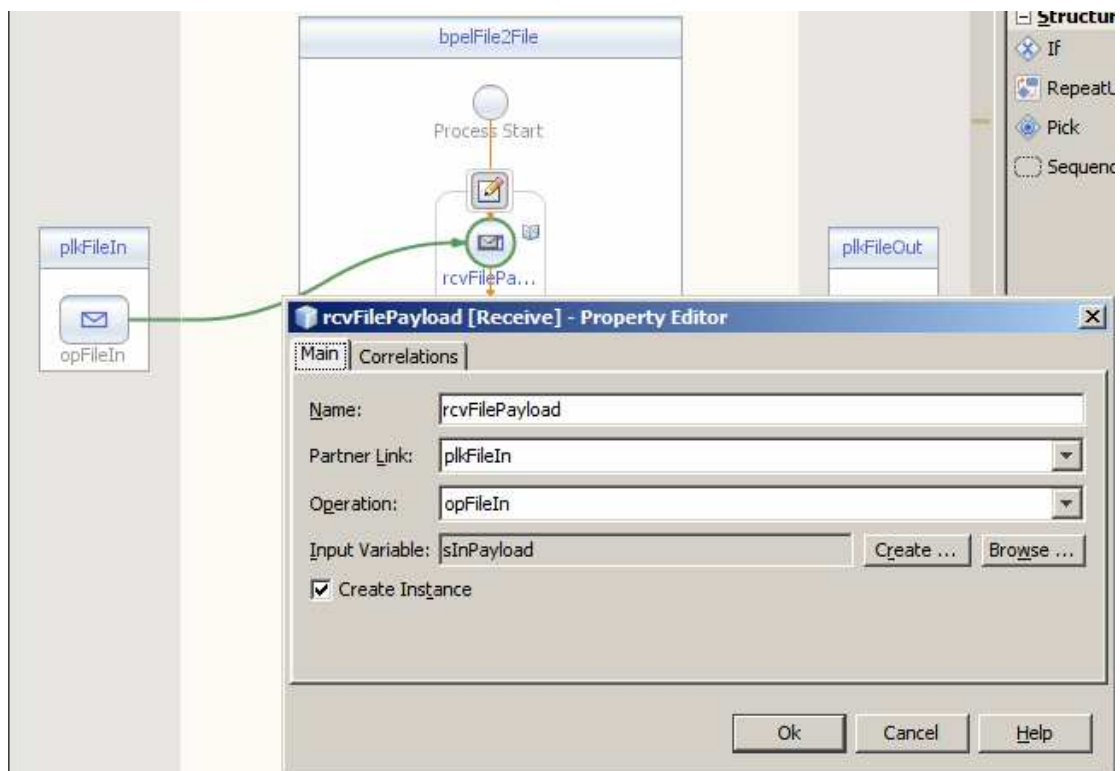 bpelFile2File
Process Start
rcvFilePa...
plkFileIn
opFileIn
plkFileOut
Structur
If
RepeatU
Pick
Sequenc
rcvFilePayload [Receive] - Property Editor
Main
Correlations
Name:
rcvFilePayload
Partner Link:
plkFileIn
Operation:
opFileIn
Input Variable:
sInPayload
Create ...
Browse ...
Create Instance
Ok
Cancel
Help